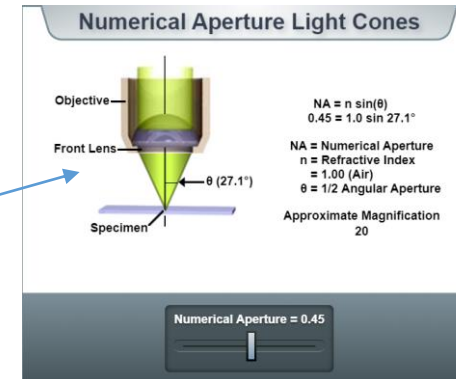 Numerical Aperture Light Cones
Objective
Front Lens
θ (27.1°)
Specimen
NA = n sin(θ)
0.45 = 1.0 sin 27.1°
NA = Numerical Aperture
n = Refractive Index
= 1.00 (Air)
θ = 1/2 Angular Aperture
Approximate Magnification
20
Numerical Aperture = 0.45